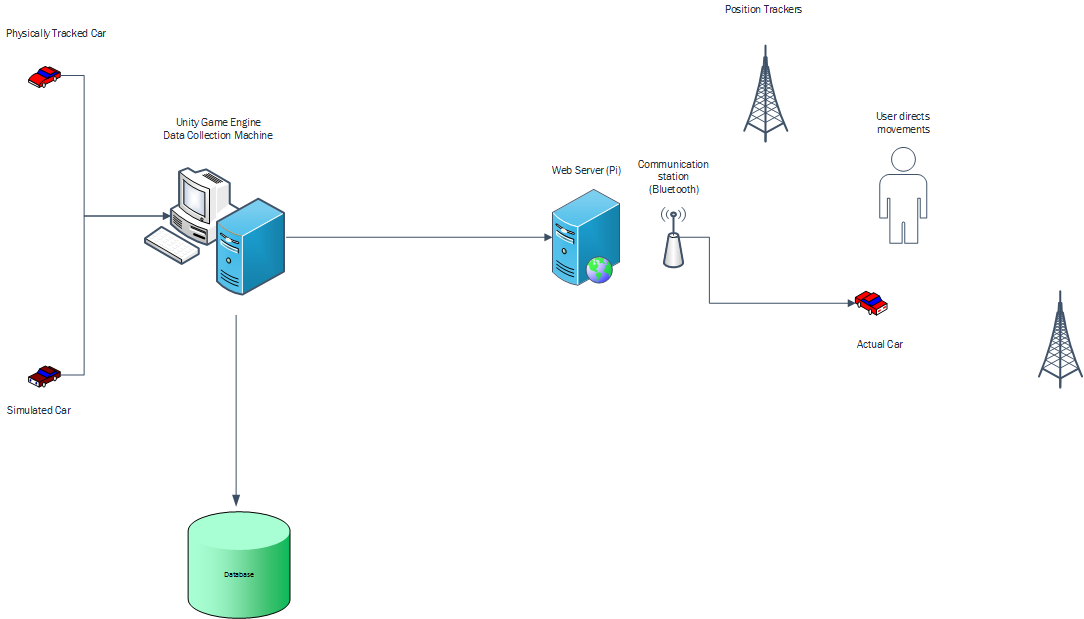 Position Trackers
Physically Tracked Car
User directs
movements
Unity Game Engine
Data Collection Machine
Web Server (Pi)
Communication
station
(Bluetooth)
Actual Car
Simulated Car
Database